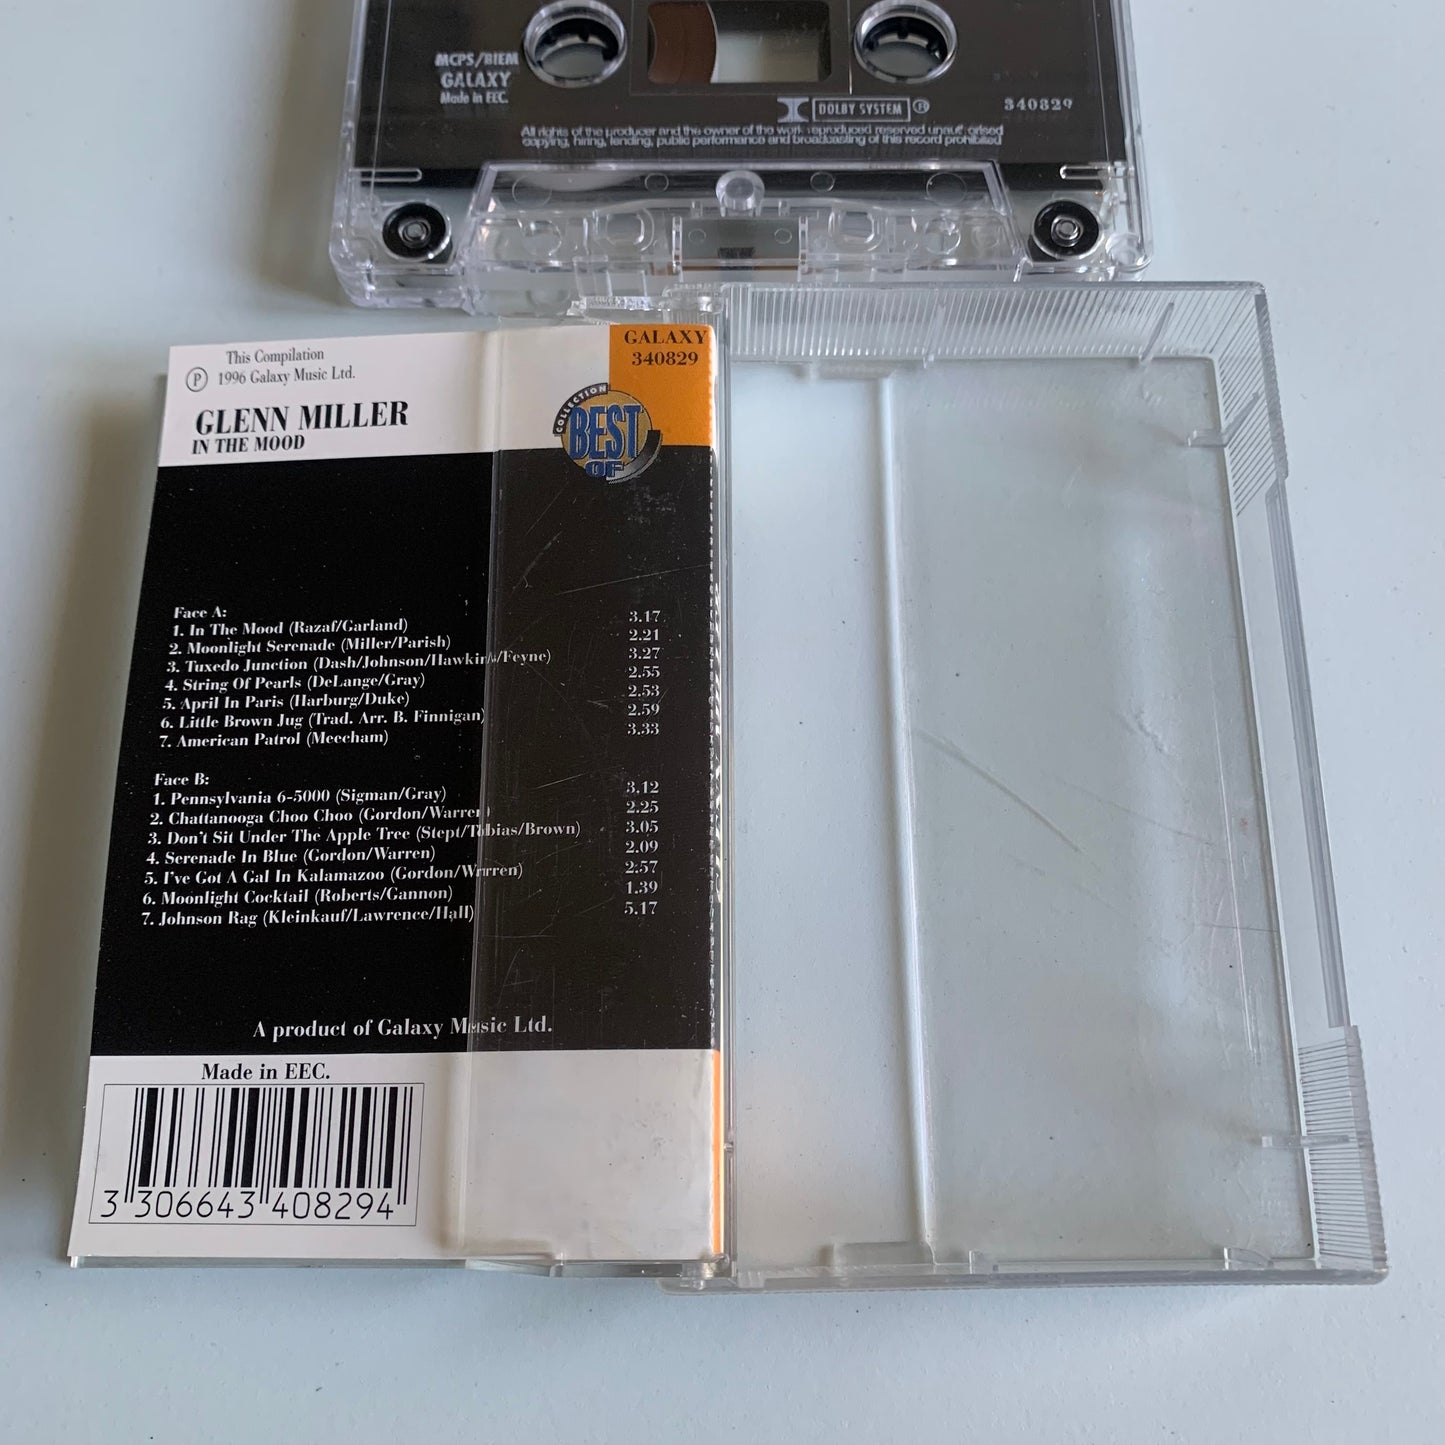 MCPS/BIEM
GALAXY
Made in EEC.
DOLBY SYSTEM ®
340829
All rights of the producer and the owner of the work reproduced reserved unautorised
copying, hiring, lending, public performance and broadcasting of this record prohibited
This Compilation
Ⓟ 1996 Galaxy Music Ltd.
GLENN MILLER
IN THE MOOD
GALAXY
340829
COLLECTION
BEST
OF
Face A:
1. In The Mood (Razaf/Garland) 3.17
2. Moonlight Serenade (Miller/Parish) 2.21
3. Tuxedo Junction (Dash/Johnson/Hawkins/Feyne) 3.27
4. String Of Pearls (DeLange/Gray) 2.55
5. April In Paris (Harburg/Duke) 2.53
6. Little Brown Jug (Trad. Arr. B. Finnigan) 2.59
7. American Patrol (Meecham) 3.33
Face B:
1. Pennsylvania 6-5000 (Sigman/Gray) 3.12
2. Chattanooga Choo Choo (Gordon/Warren) 2.25
3. Don't Sit Under The Apple Tree (Stept/Tobias/Brown) 3.05
4. Serenade In Blue (Gordon/Warren) 2.09
5. I've Got A Gal In Kalamazoo (Gordon/Warren) 2:57
6. Moonlight Cocktail (Roberts/Gannon) 1.39
7. Johnson Rag (Kleinkauf/Lawrence/Hall) 5.17
A product of Galaxy Music Ltd.
Made in EEC.
3 306643 408294